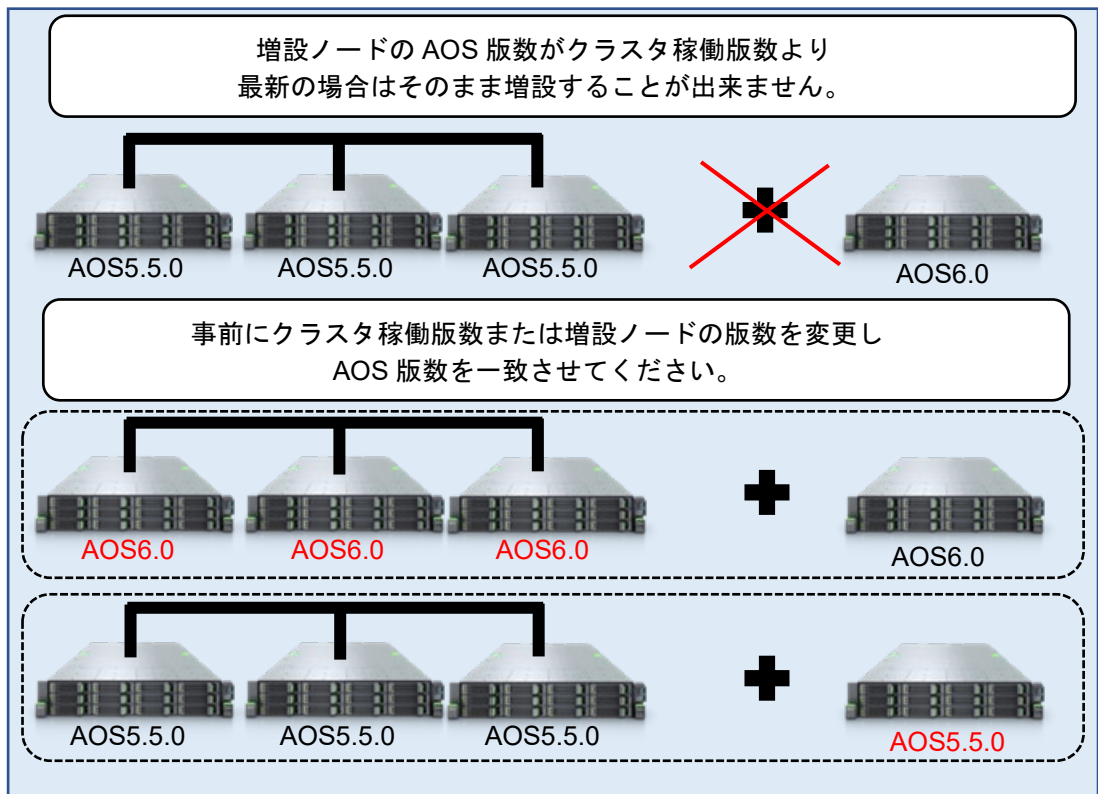 増設ノードの AOS 版数がクラスタ稼働版数より
最新の場合はそのまま増設することが出来ません。
AOS5.5.0 AOS5.5.0 AOS5.5.0 AOS6.0
事前にクラスタ稼働版数または増設ノードの版数を変更し
AOS 版数を一致させてください。
AOS6.0 AOS6.0 AOS6.0 AOS6.0
AOS5.5.0 AOS5.5.0 AOS5.5.0 AOS5.5.0